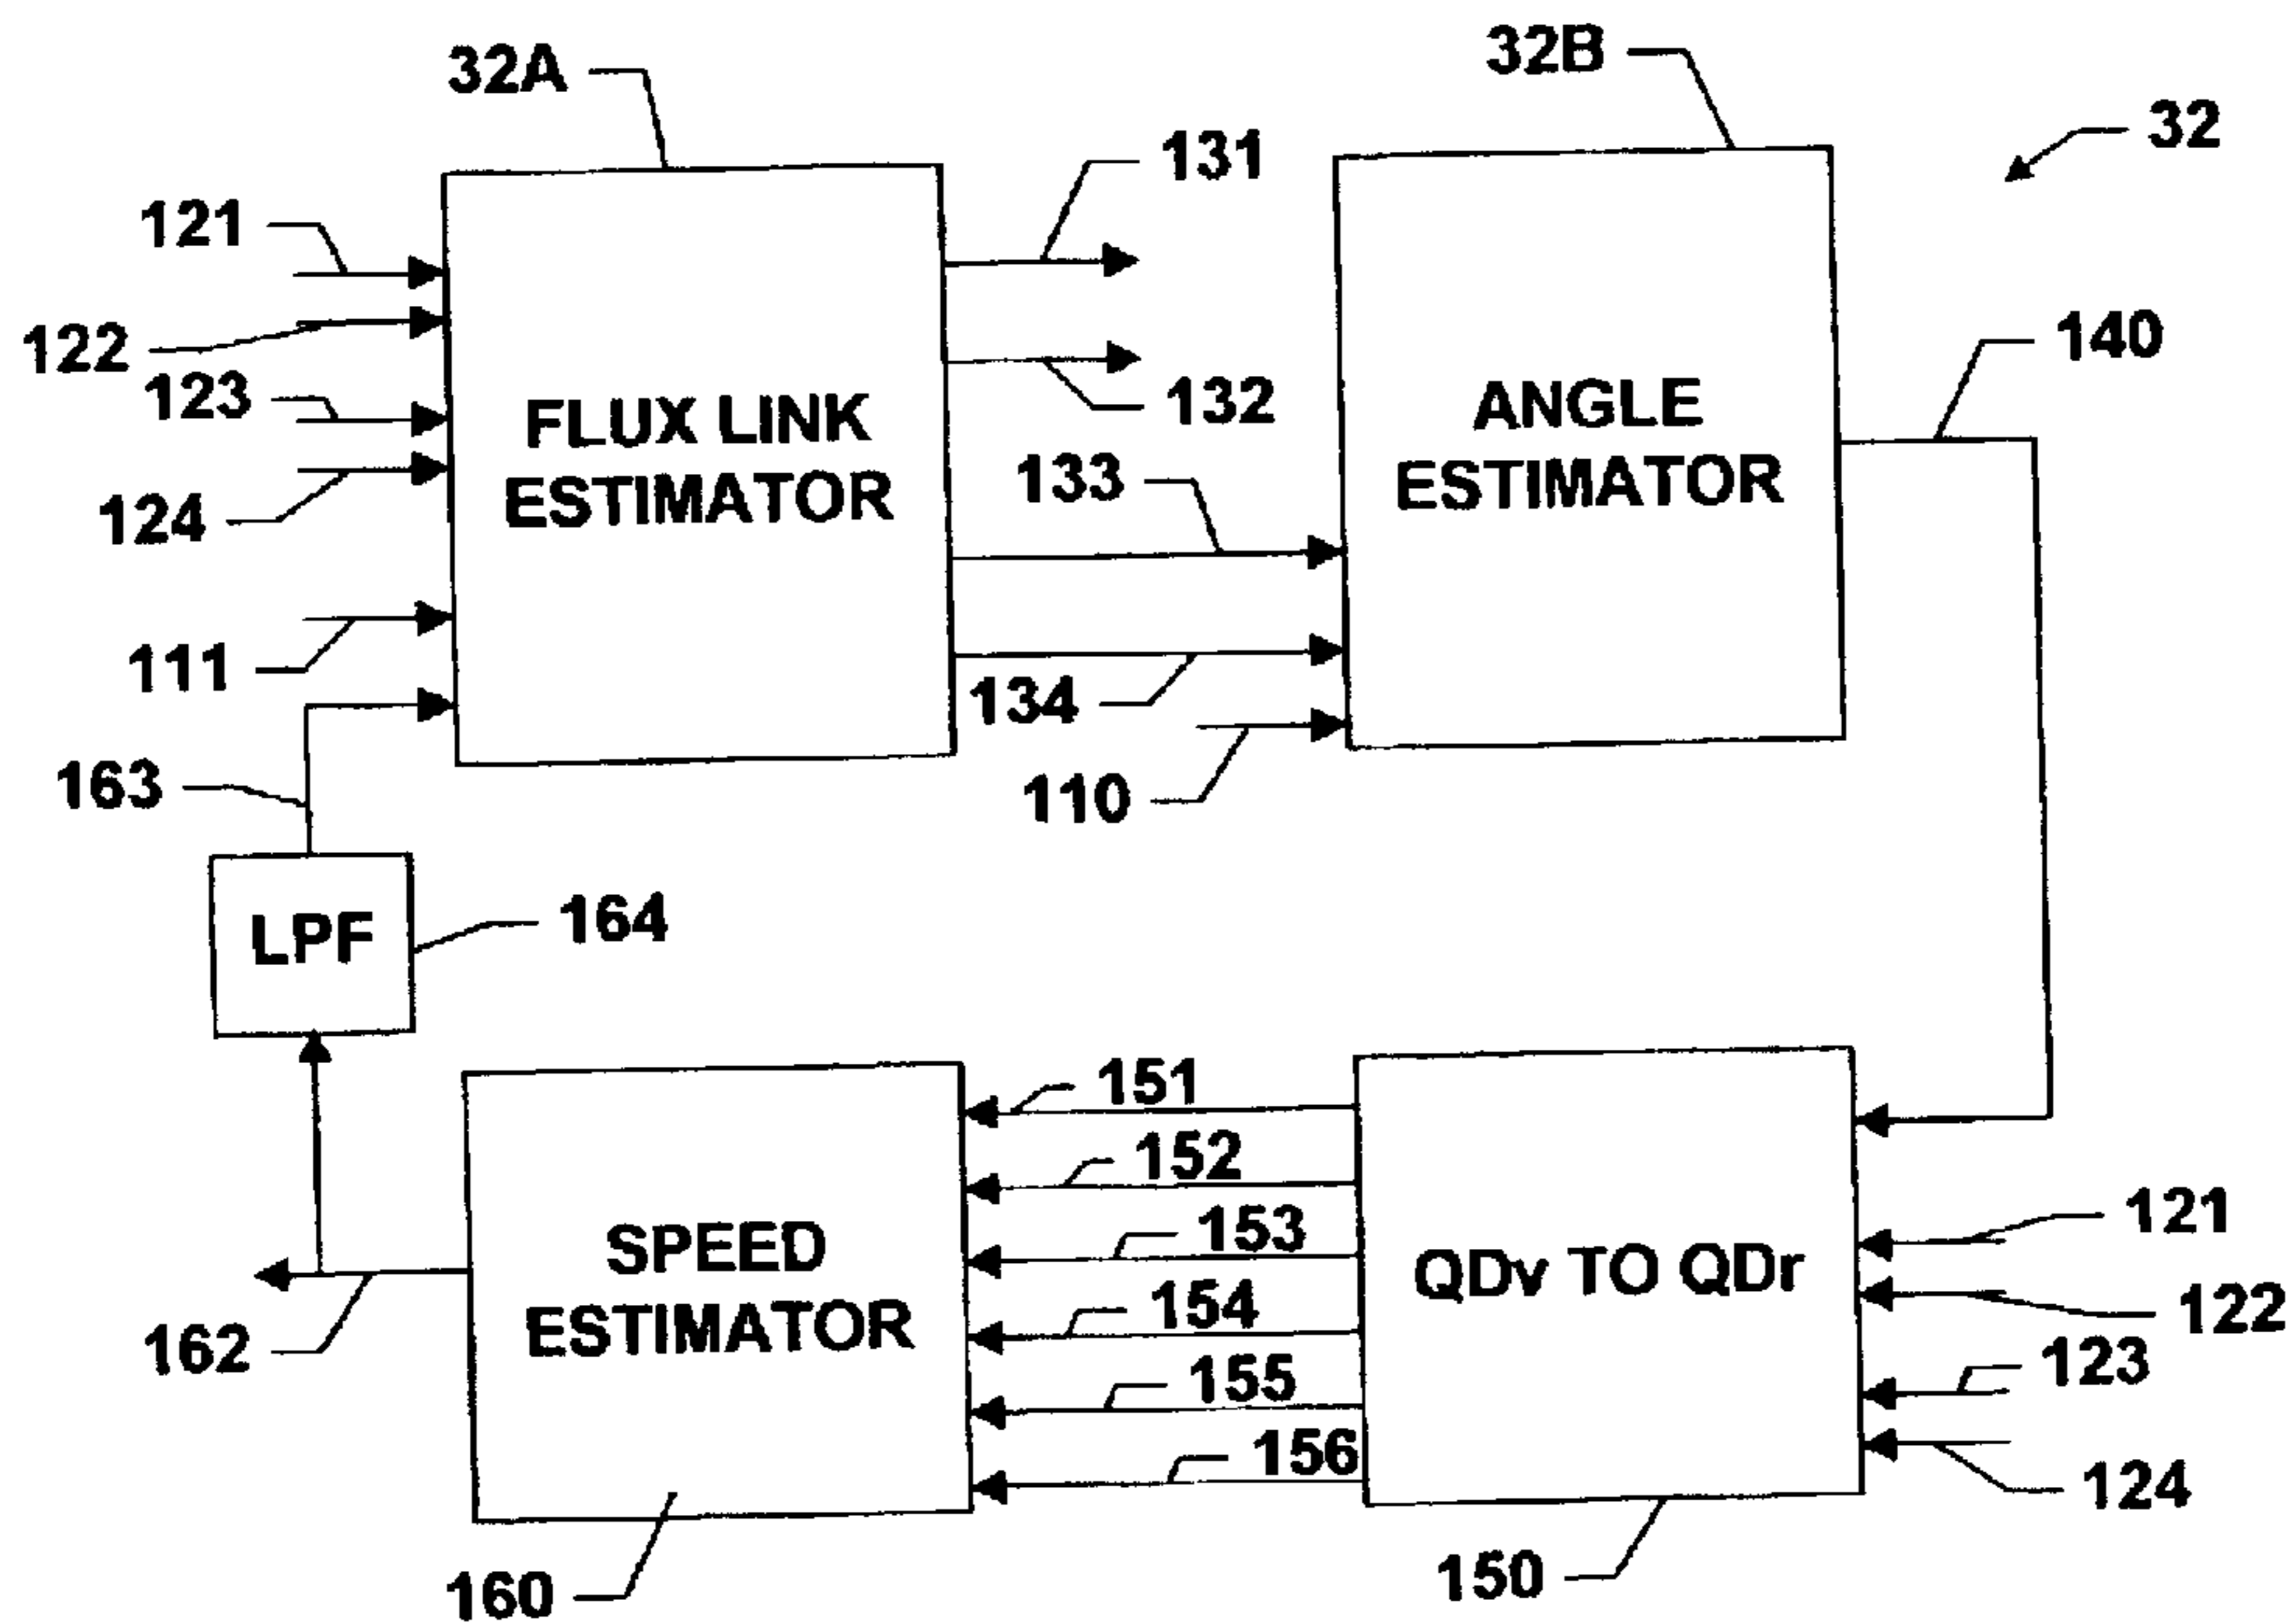 32A
32B
32
131
121
122
123
124
132
140
FLUX LINK
ESTIMATOR
ANGLE
ESTIMATOR
133
111
134
110
163
LPF
164
151
152
153
154
155
156
SPEED
ESTIMATOR
QDv TO QDr
121
122
123
124
162
160
150